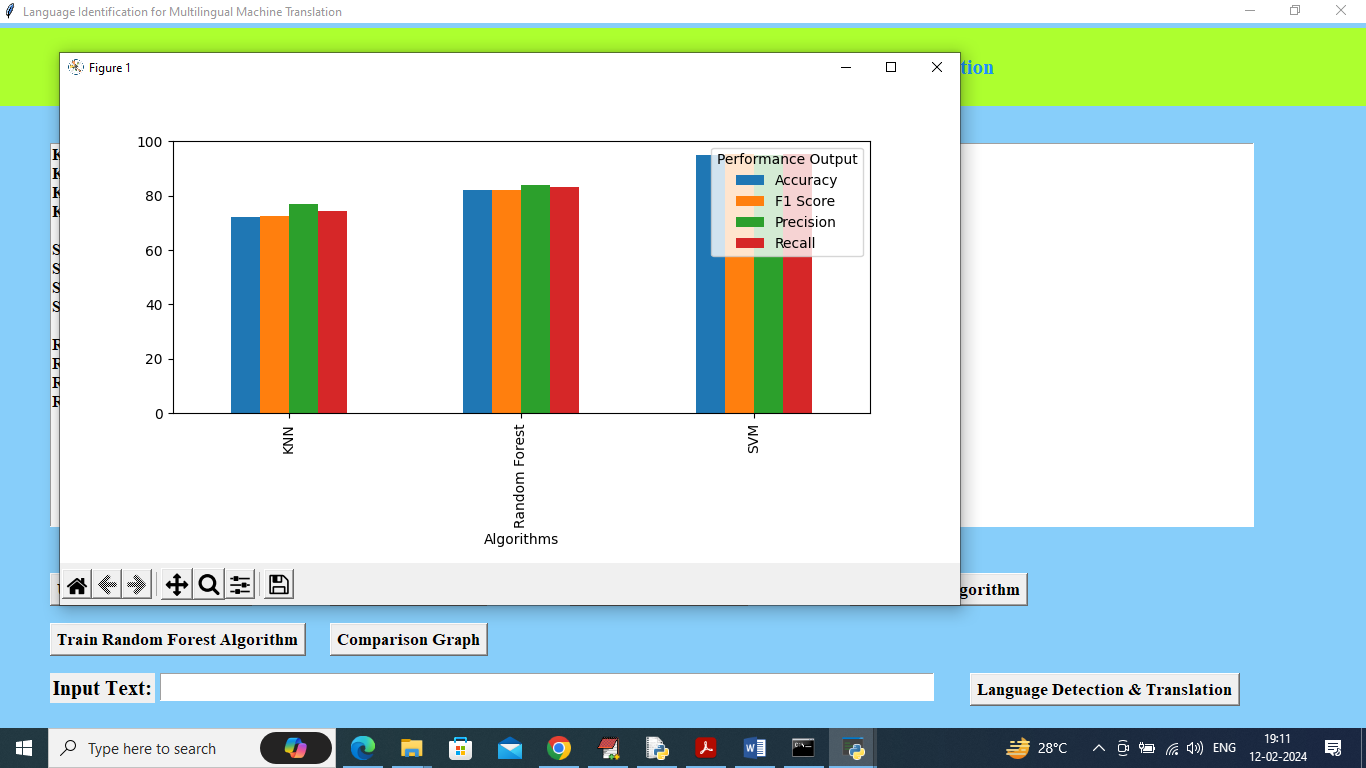 Language Identification for Multilingual Machine Translation
tion
Figure 1
K
K
K
K
S
S
S
S
R
R
R
R
100
80
60
40
20
0
Performance Output
Accuracy
F1 Score
Precision
Recall
KNN
Random Forest
SVM
Algorithms
gorithm
Train Random Forest Algorithm
Comparison Graph
Input Text:
Language Detection & Translation
Type here to search
28°C
ENG
19:11
12-02-2024